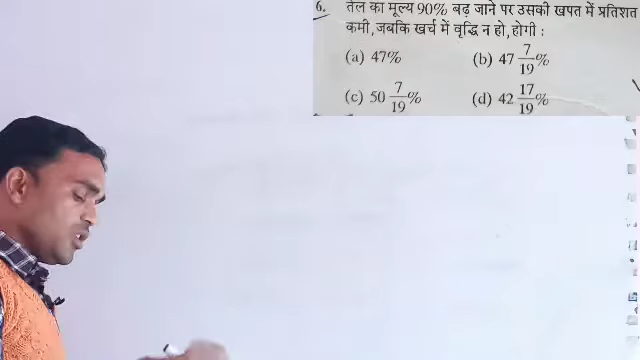 6. तेल का मूल्य 90% बढ़ जाने पर उसकी खपत में प्रतिशत
कमी, जबकि खर्च में वृद्धि न हो, होगी :
(a) 47% (b) 47 7/19%
(c) 50 7/19% (d) 42 17/19%